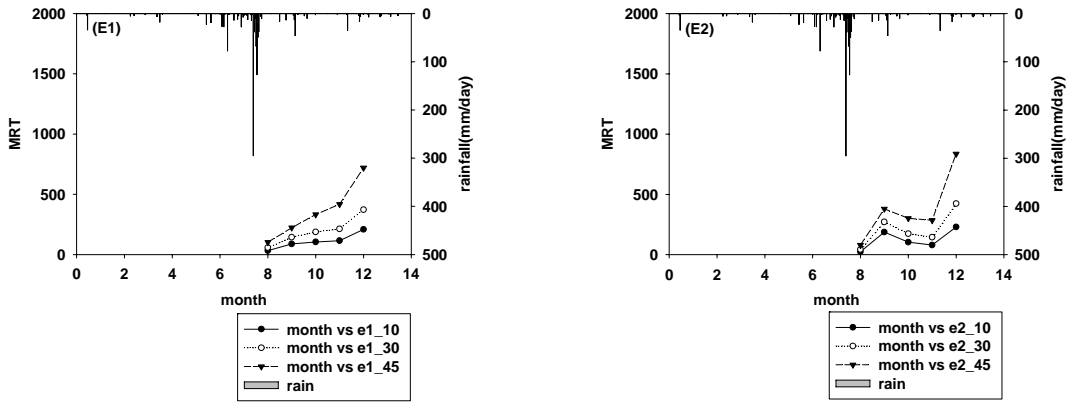 (E1)
2000
1500
1000
500
0
MRT
0
100
200
300
400
500
rainfall(mm/day)
0 2 4 6 8 10 12 14
month
month vs e1_10
month vs e1_30
month vs e1_45
rain
(E2)
2000
1500
1000
500
0
MRT
0
100
200
300
400
500
rainfall(mm/day)
0 2 4 6 8 10 12 14
month
month vs e2_10
month vs e2_30
month vs e2_45
rain